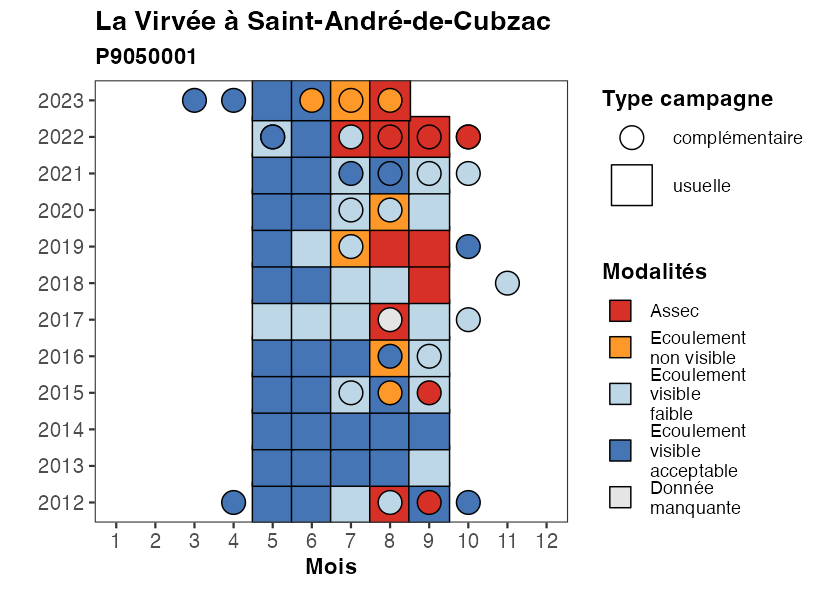 La Virvée à Saint-André-de-Cubzac
P9050001
2023
2022
2021
2020
2019
2018
2017
2016
2015
2014
2013
2012
1 2 3 4 5 6 7 8 9 10 11 12
Mois
Type campagne
complémentaire
usuelle
Modalités
Assec
Ecoulement
non visible
Ecoulement
visible
faible
Ecoulement
visible
acceptable
Donnée
manquante